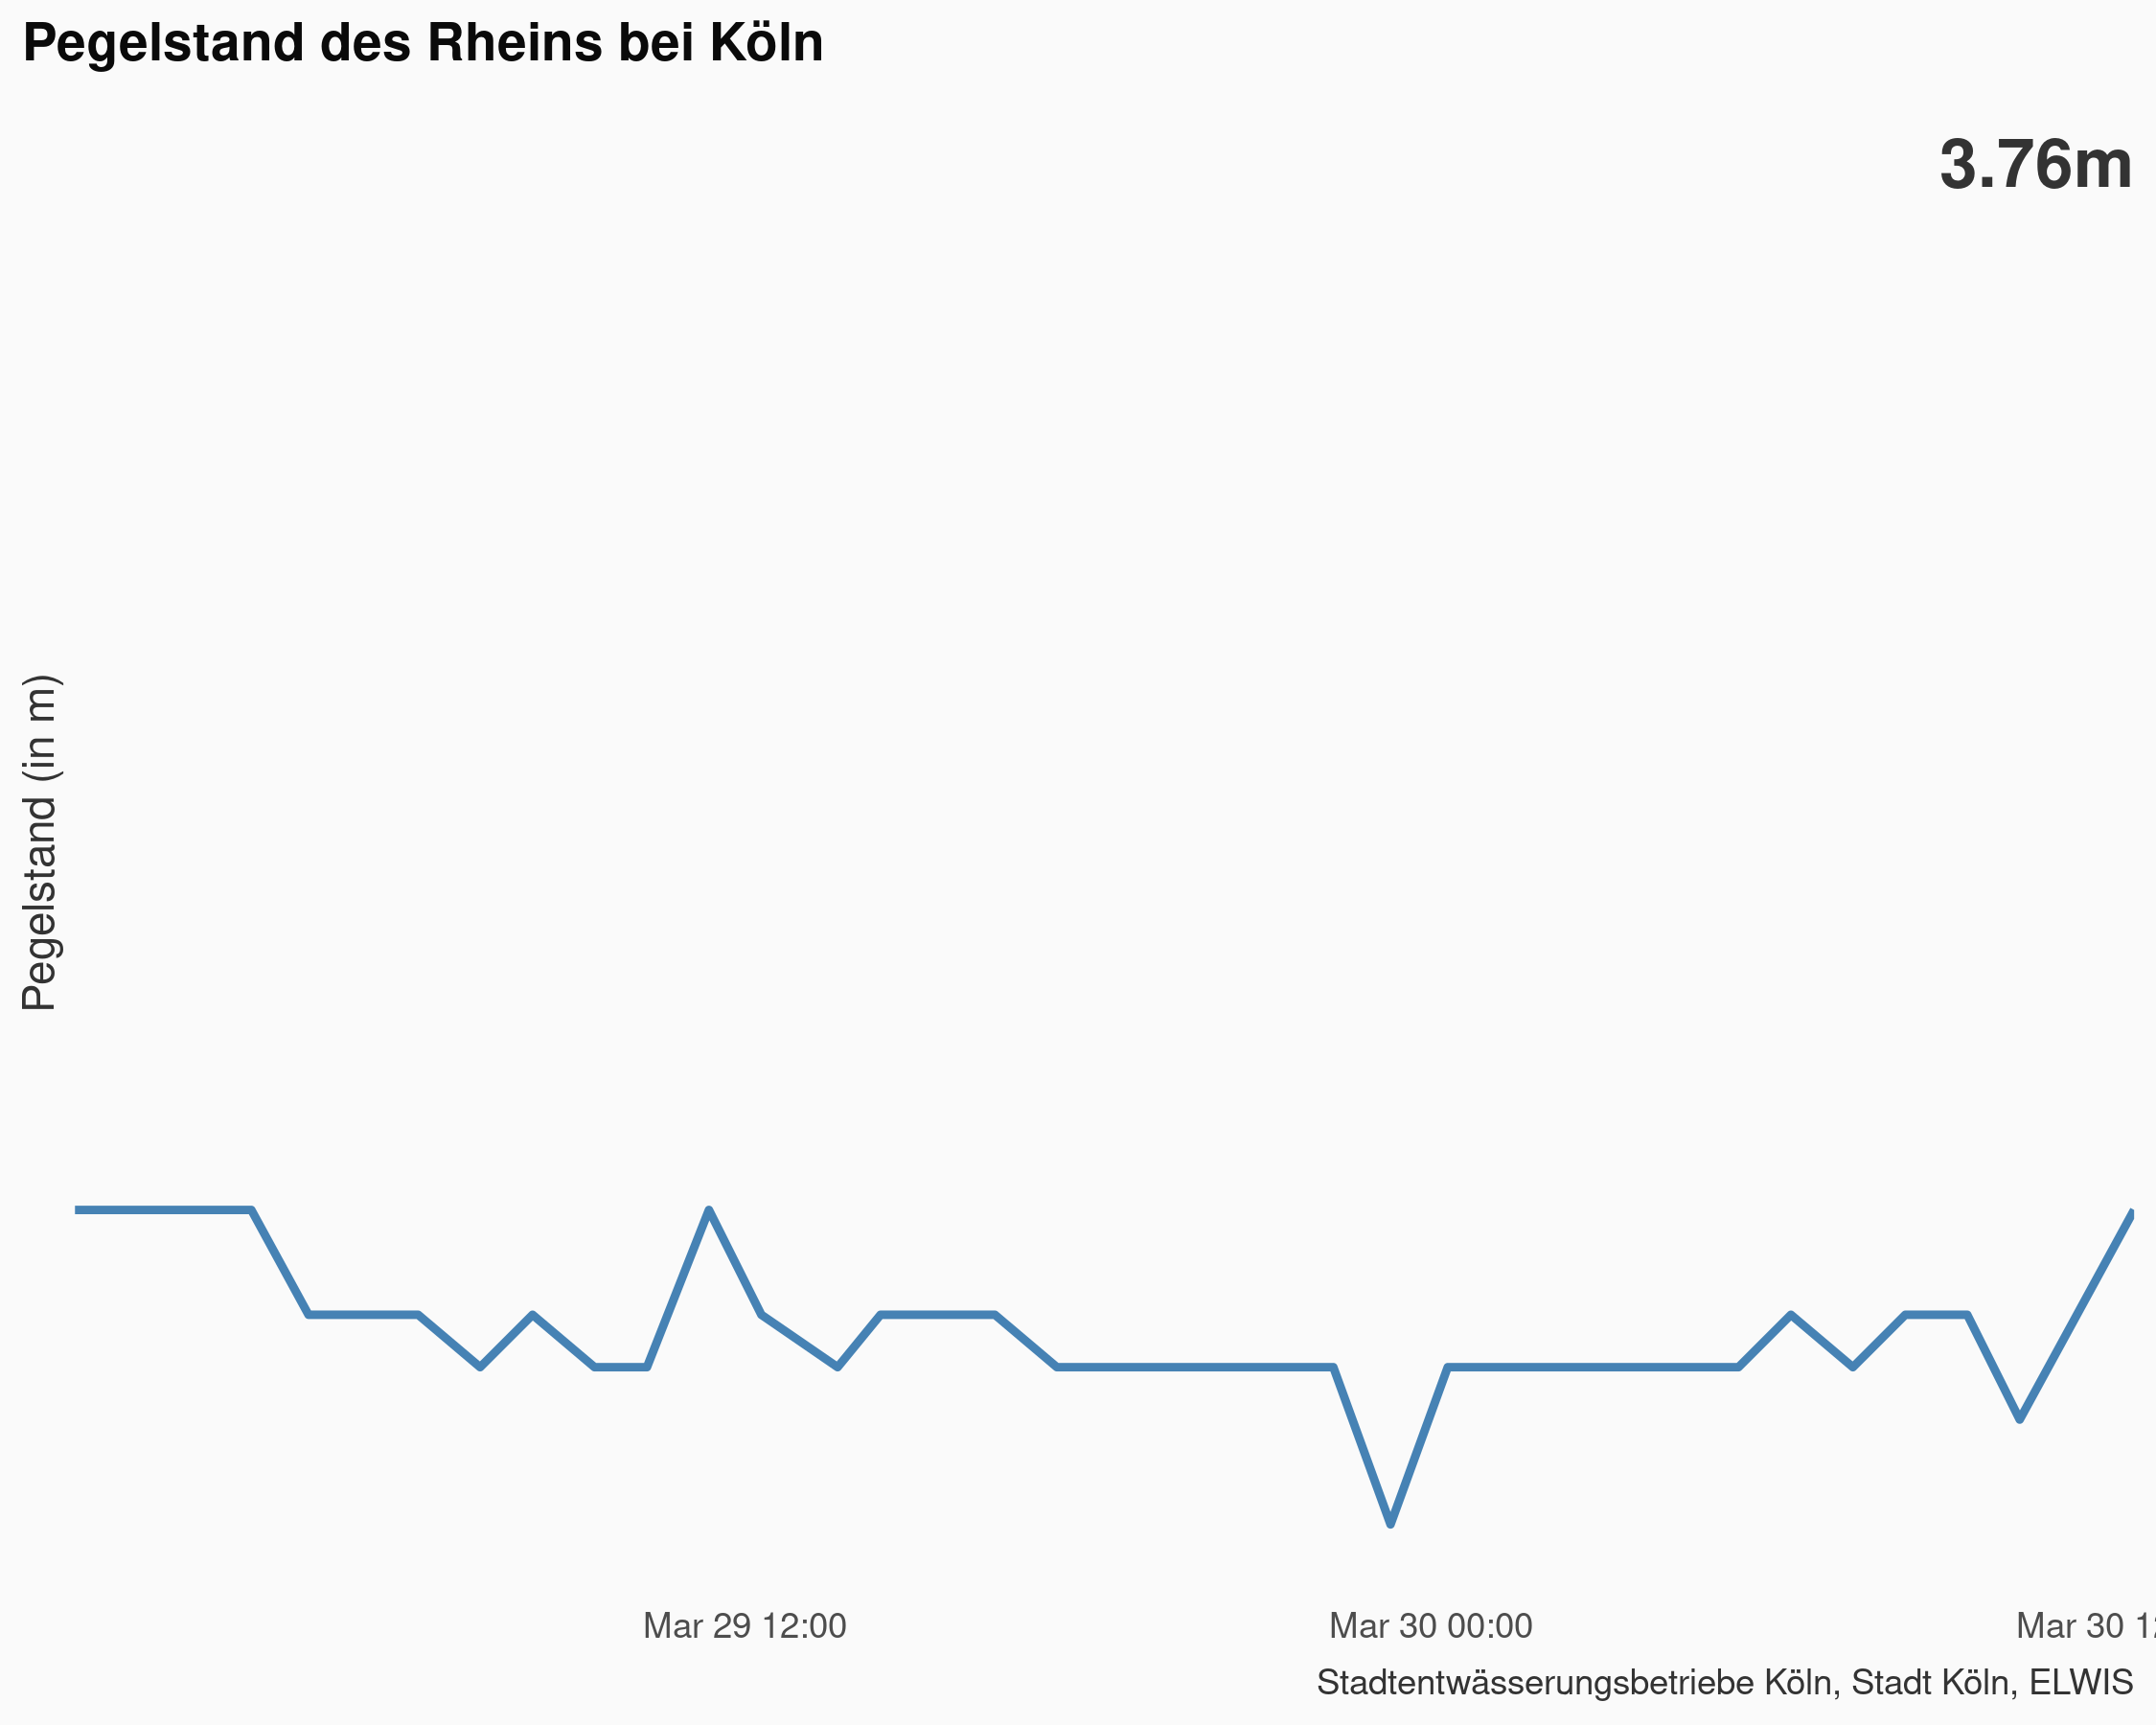 Pegelstand des Rheins bei Köln
3.76m
Pegelstand (in m)
Mar 29 12:00
Mar 30 00:00
Mar 30 1
Stadtentwässerungsbetriebe Köln, Stadt Köln, ELWIS